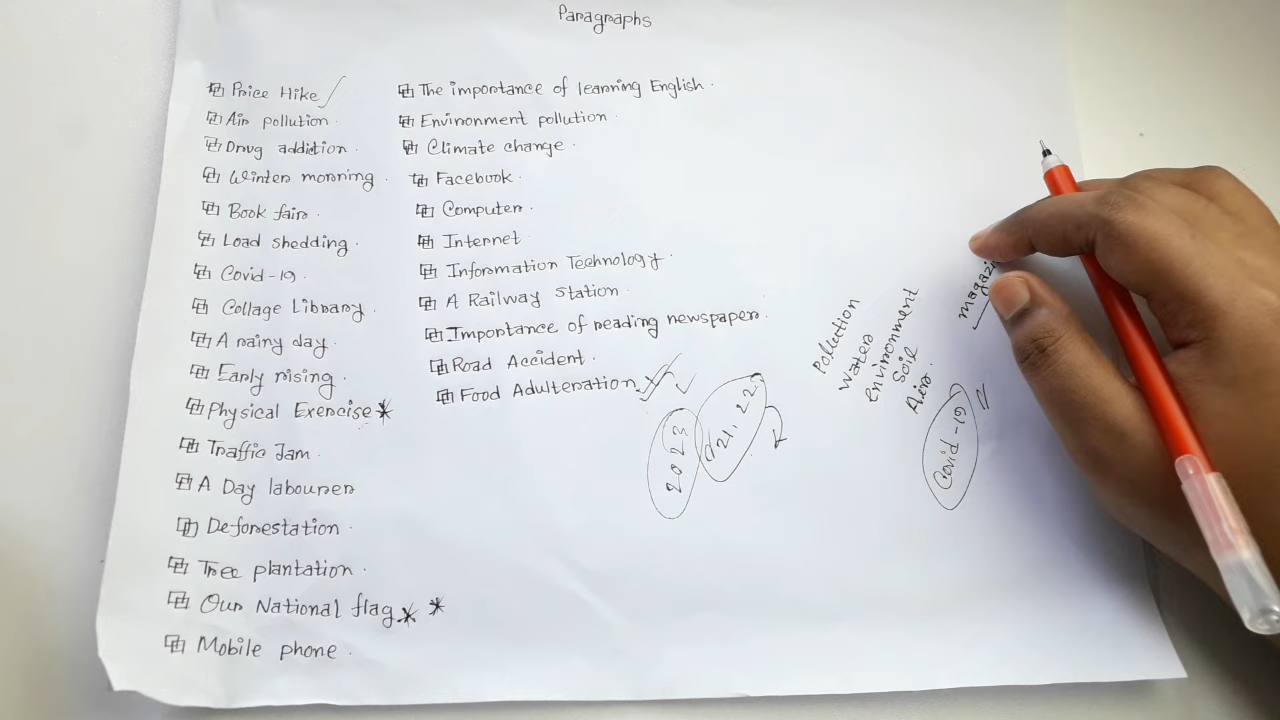 Paragraphs
Price Hike
Air pollution.
Drug addiction.
Winter morning.
Book fair.
Load shedding.
Covid-19.
Collage Library.
A rainy day
Early rising.
Physical Exercise *
Traffic Jam
A Day labourer
Deforestation.
Tree plantation.
Our National flag * *
Mobile phone.
The importance of learning English.
Environment pollution.
Climate change.
Facebook.
Computer.
Internet
Information Technology.
A Railway station
Importance of reading newspaper.
Road Accident.
Food Adulteration
2023
21, 22
Pollution
Water
environment
Soil
Air.
Covid-19